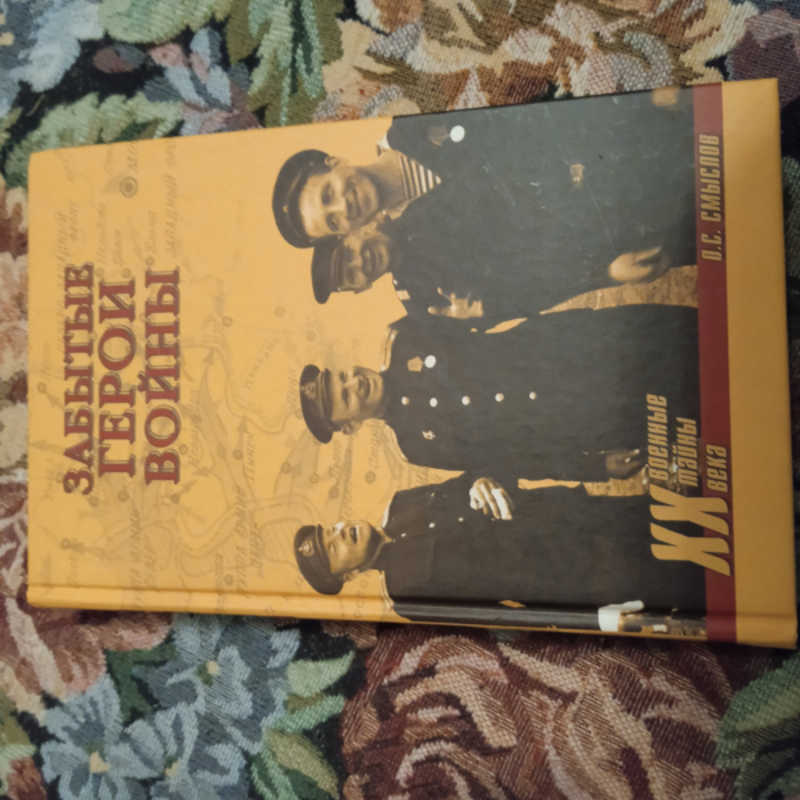 ЗАБЫТЫЕ
ГЕРОИ
ВОЙНЫ
XX
военные
тайны
века
О.С. СМЫСЛОВ